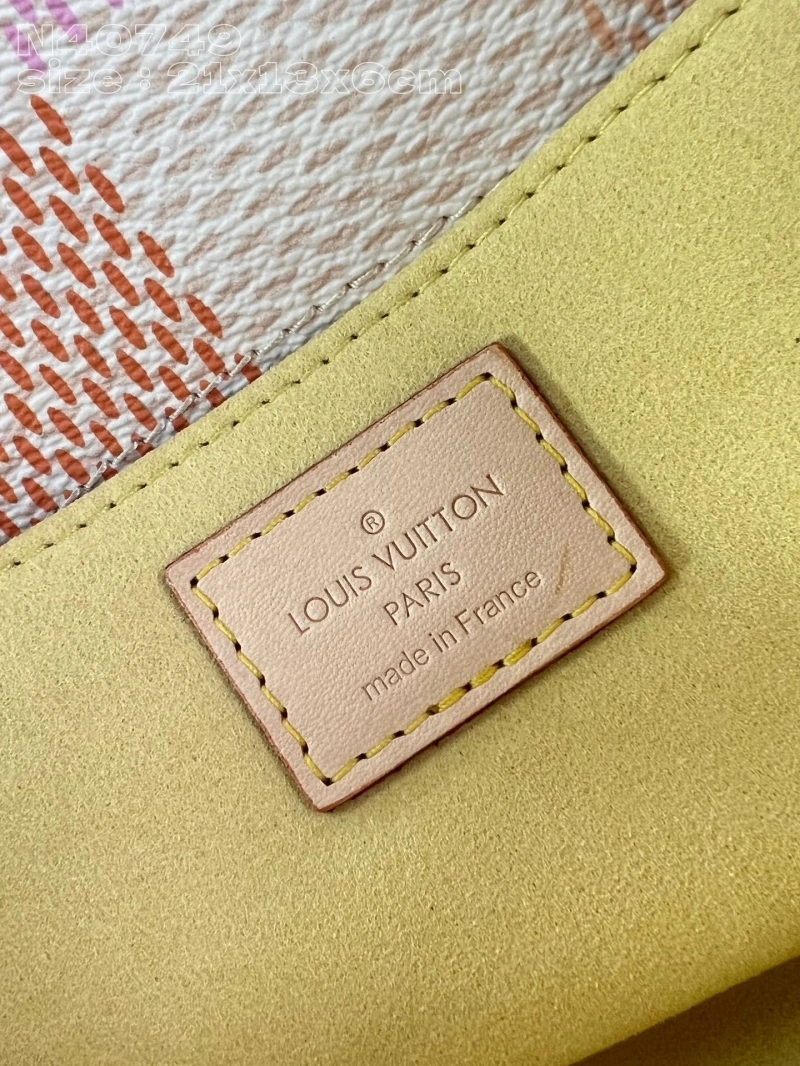 N40749
size : 21x13x6cm
®
LOUIS VUITTON
PARIS
made in France